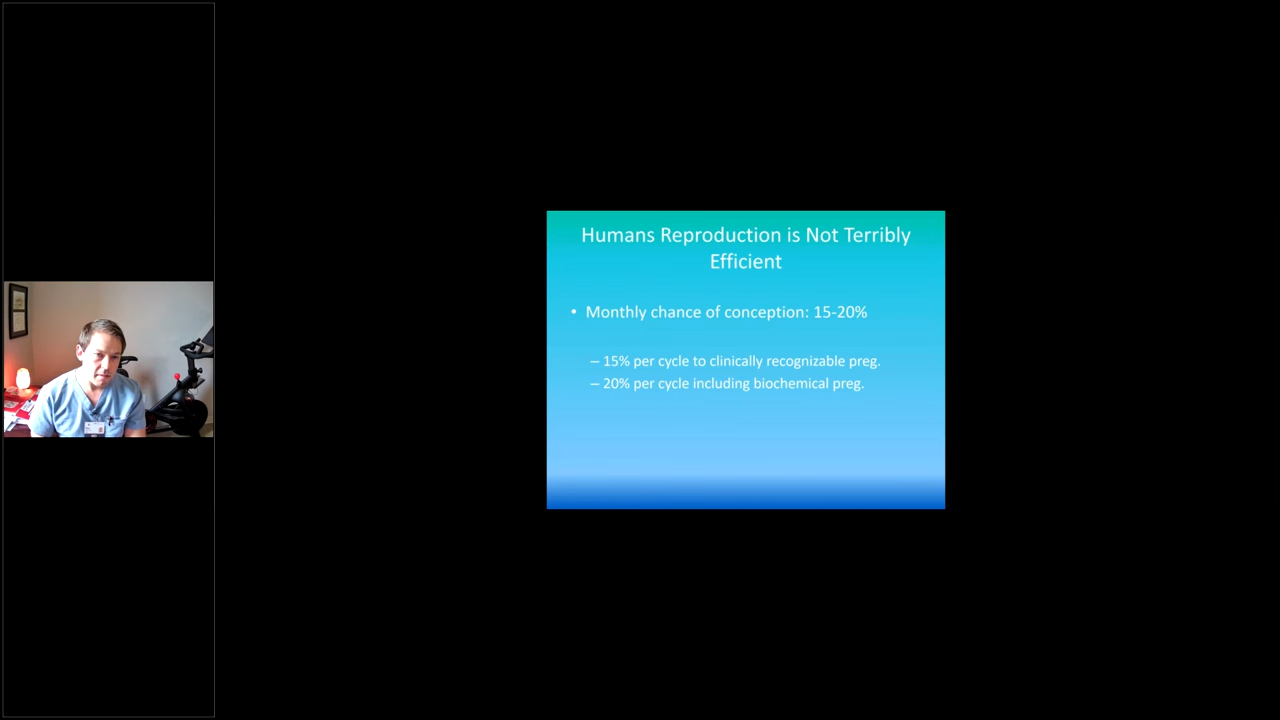 Humans Reproduction is Not Terribly
Efficient
• Monthly chance of conception: 15-20%
– 15% per cycle to clinically recognizable preg.
– 20% per cycle including biochemical preg.